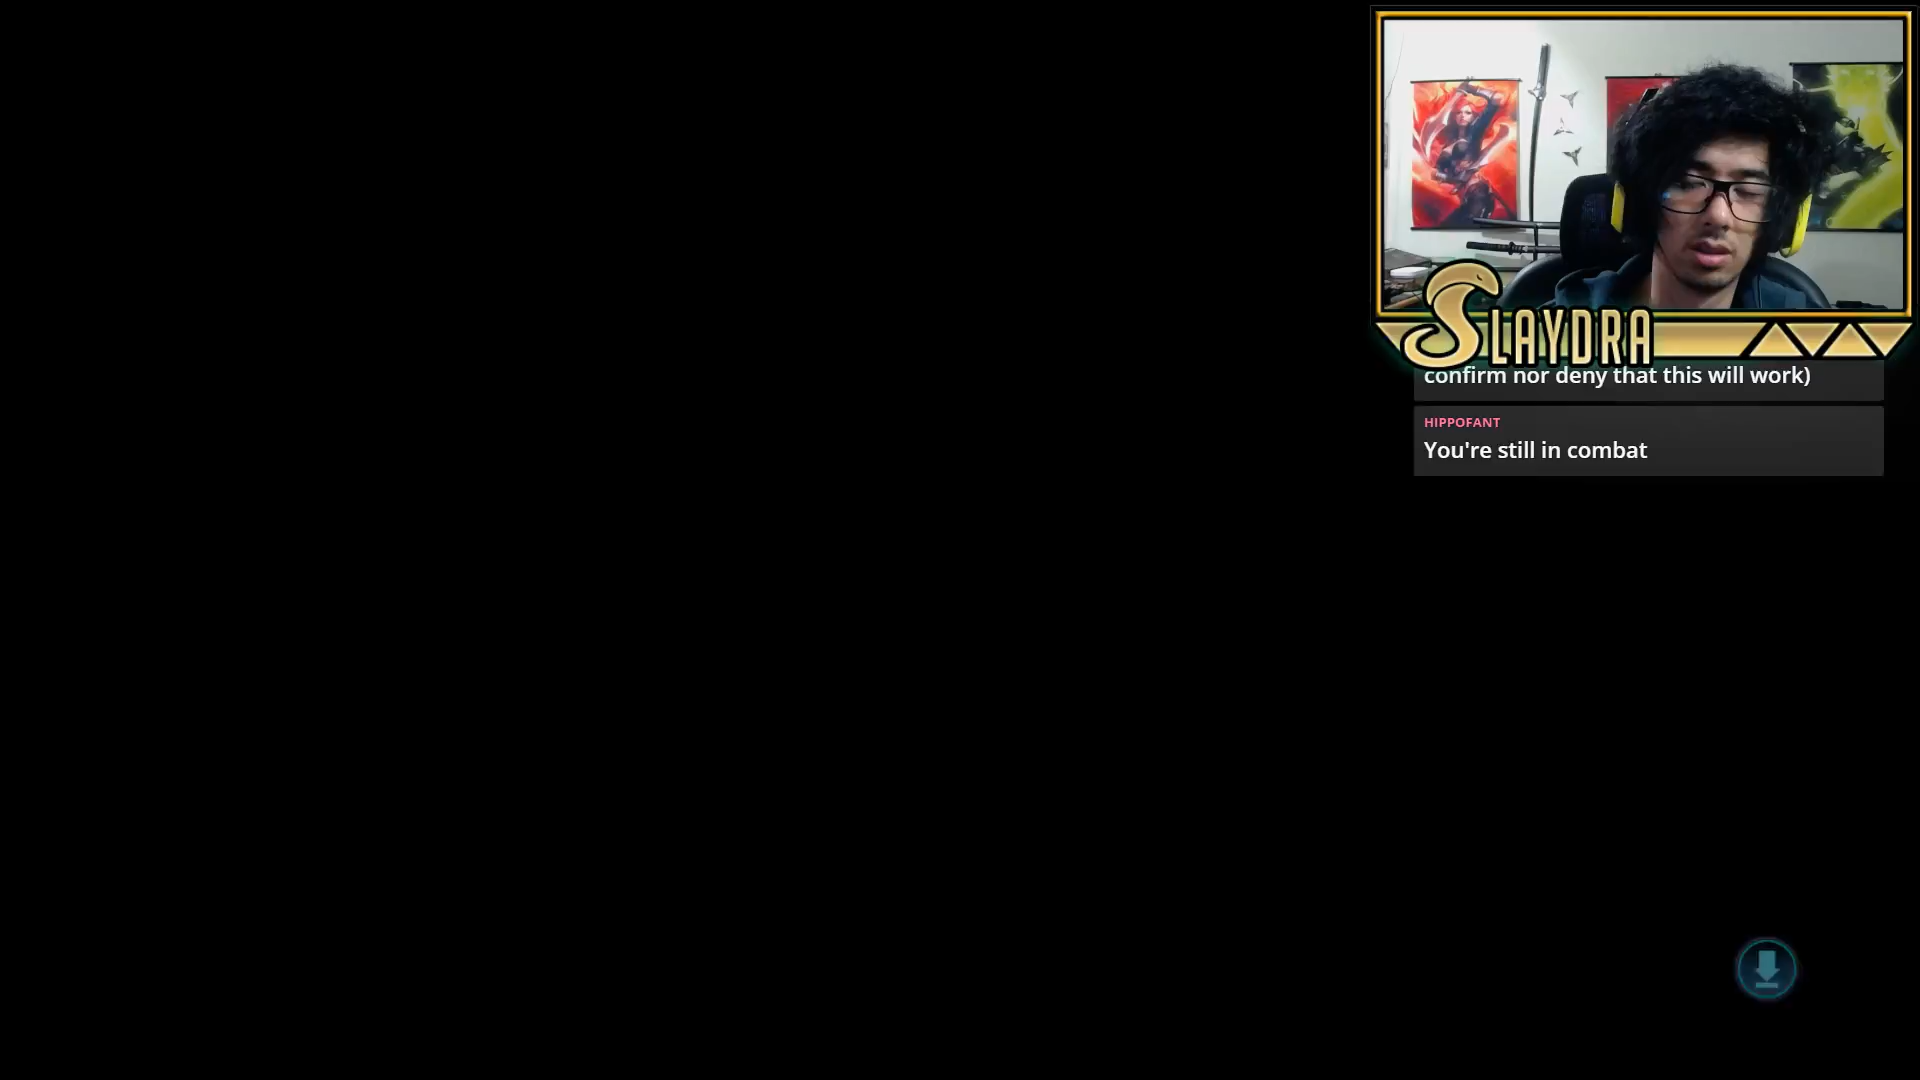 SLAYDRA
confirm nor deny that this will work)
HIPPOFANT
You're still in combat